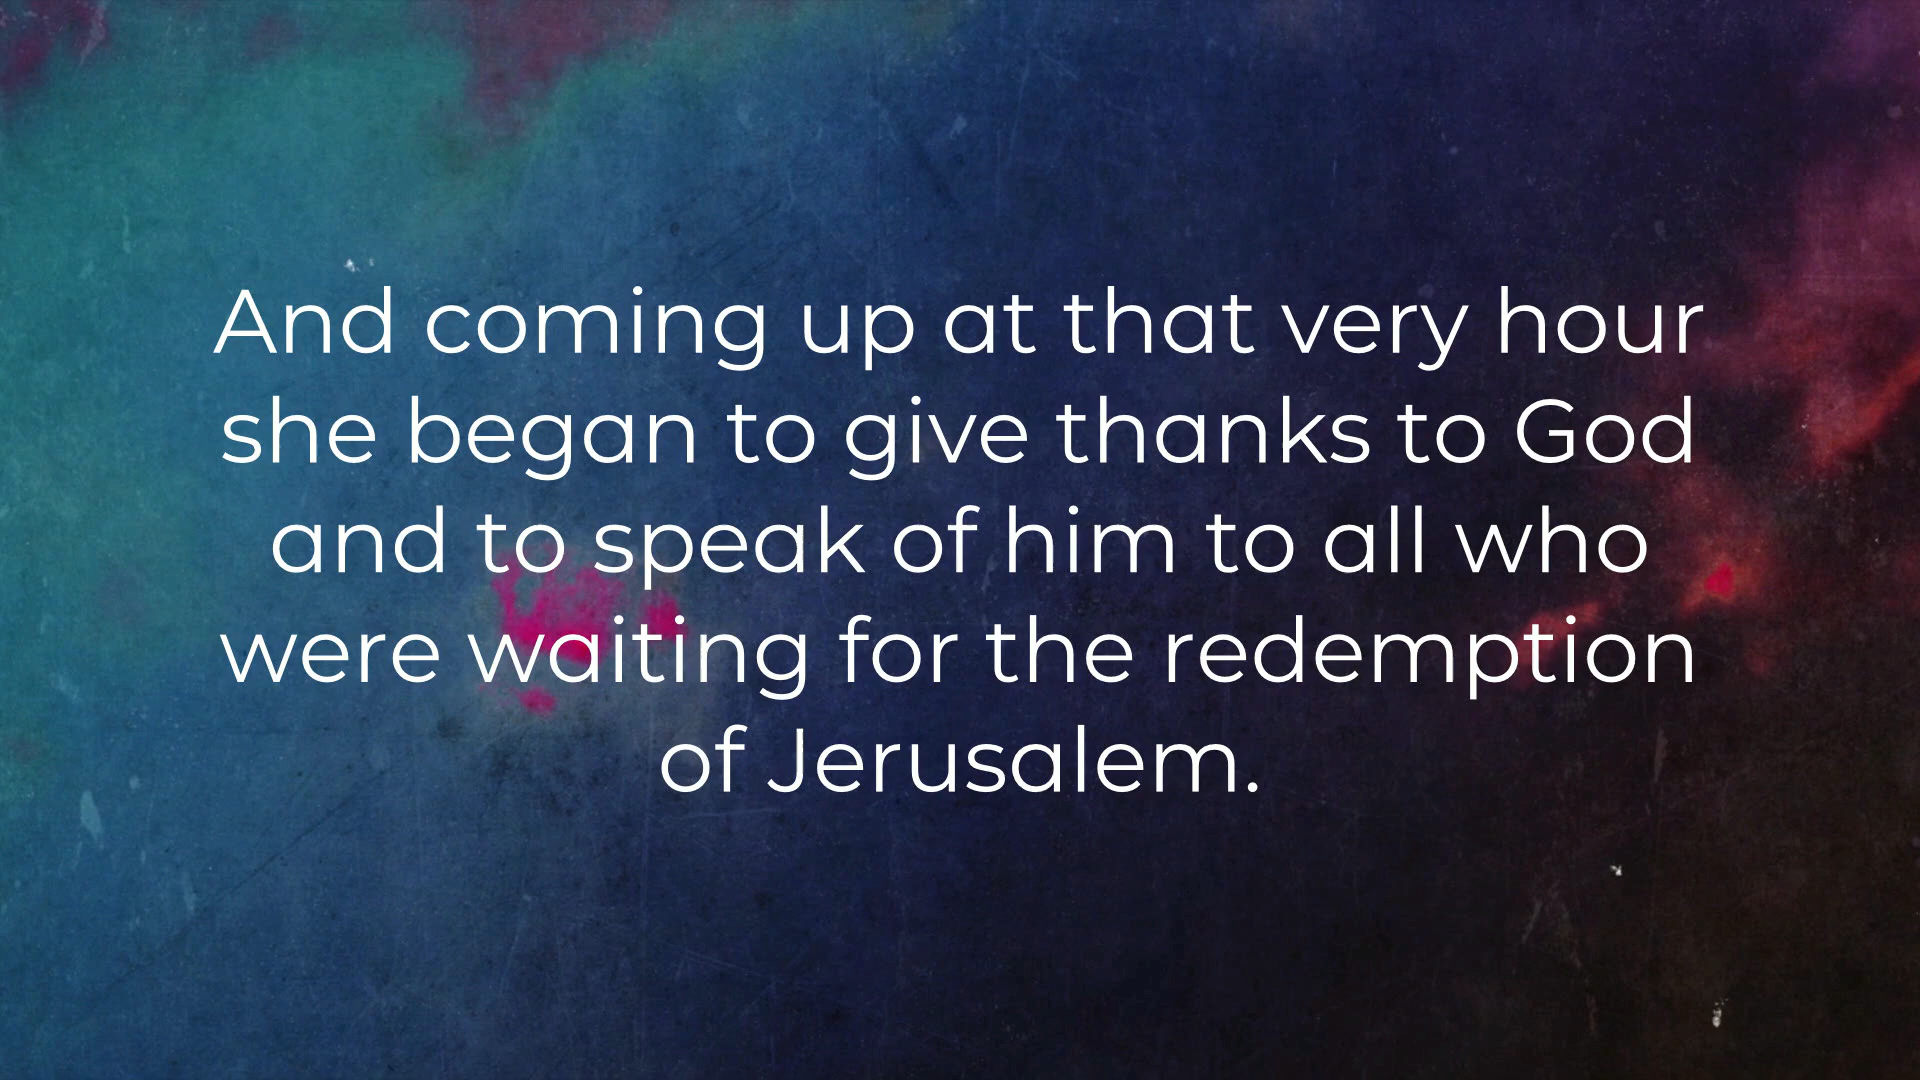 And coming up at that very hour
she began to give thanks to God
and to speak of him to all who
were waiting for the redemption
of Jerusalem.